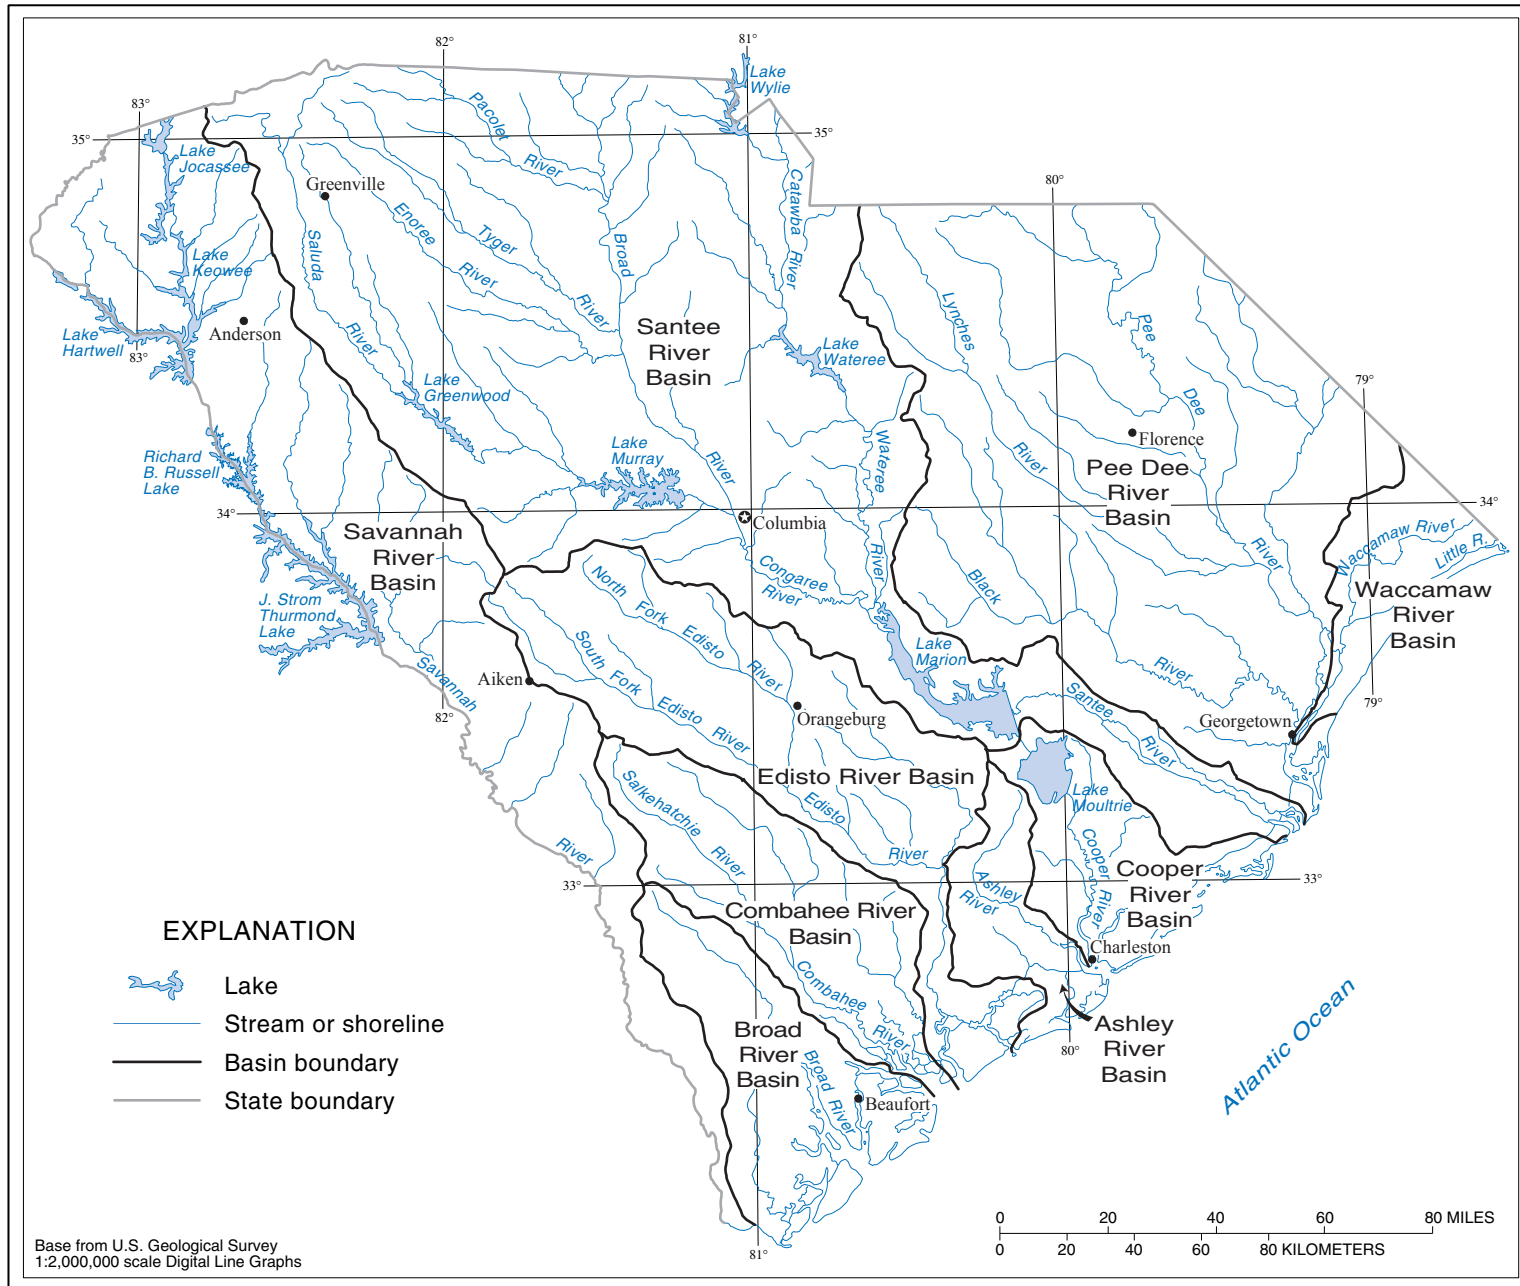 82°
81°
Lake
Wylie
83°
35°
35°
Pacolet
River
Lake
Jocassee
Greenville
Catawba
River
80°
Enoree
River
Tyger
River
Broad
River
Saluda
River
Lake
Keowee
Lynches
River
Pee
Dee
River
Lake
Hartwell
83°
Anderson
Santee
River
Basin
Lake
Wateree
79°
Lake
Greenwood
Wateree
River
Florence
Lake
Murray
Richard
B. Russell
Lake
Pee Dee
River
Basin
34°
34°
Columbia
Savannah
River
Basin
Waccamaw River
Little R.
Congaree
River
Black
River
North
Fork
Edisto
River
Waccamaw
River
Basin
J. Strom
Thurmond
Lake
South
Fork
Edisto
River
Lake
Marion
Savannah
River
Aiken
Santee
River
82°
79°
Orangeburg
Georgetown
Edisto River Basin
Salkehatchie
River
Edisto
River
Lake
Moultrie
Cooper
River
Ashley
River
33°
33°
Cooper
River
Basin
Combahee River
Basin
Charleston
Combahee
River
Broad
River
Basin
Broad River
80°
Ashley
River
Basin
Beaufort
Atlantic Ocean
81°
EXPLANATION
Lake
Stream or shoreline
Basin boundary
State boundary
0 20 40 60 80 MILES
0 20 40 60 80 KILOMETERS
Base from U.S. Geological Survey
1:2,000,000 scale Digital Line Graphs